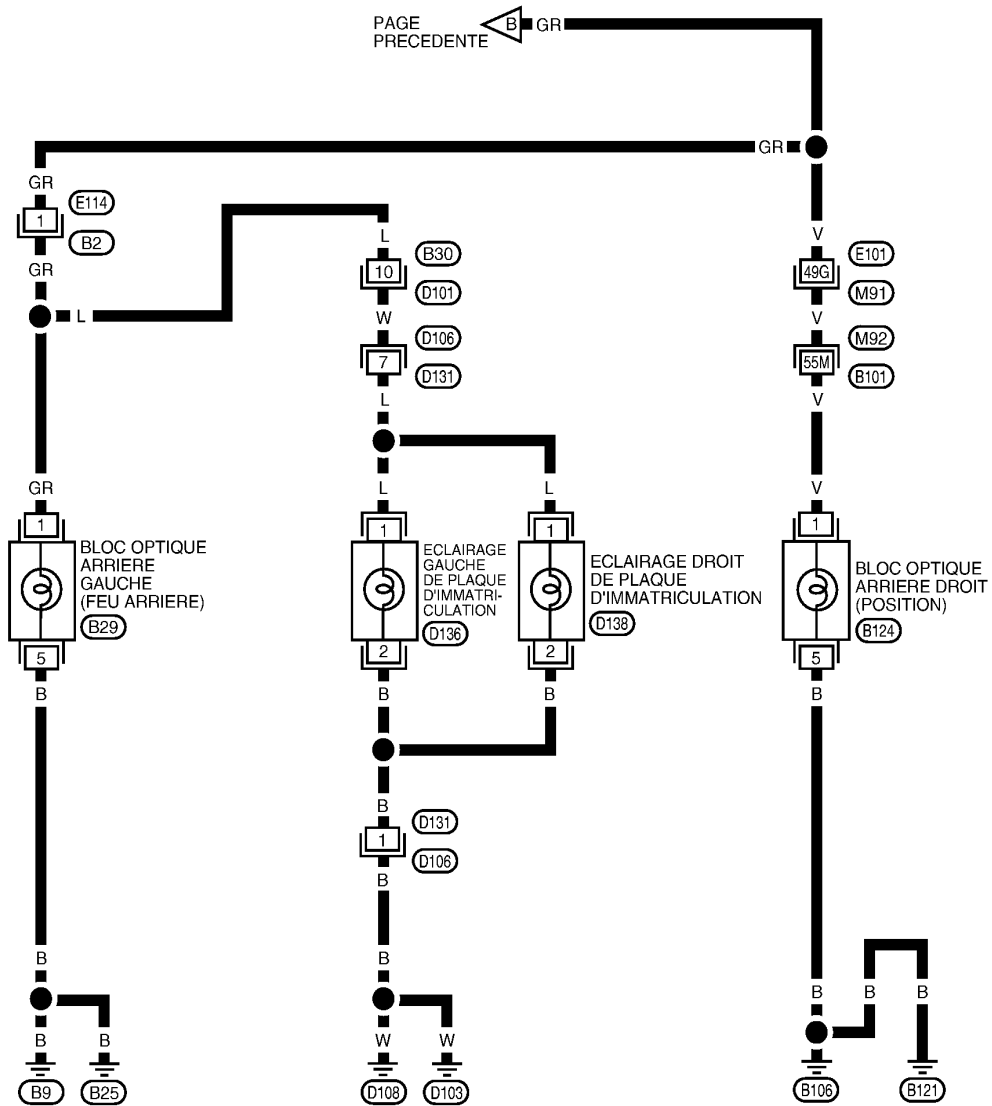 PAGE
PRECEDENTE
B
GR
GR
GR
1
E114
B2
GR
L
L
10
B30
D101
W
D106
7
D131
L
V
49G
E101
M91
V
M92
55M
B101
V
GR
L
L
V
1
BLOC OPTIQUE
ARRIERE
GAUCHE
(FEU ARRIERE)
B29
5
B
1
ECLAIRAGE
GAUCHE
DE PLAQUE
D'IMMATRI-
CULATION
D136
2
B
1
ECLAIRAGE DROIT
DE PLAQUE
D'IMMATRICULATION
D138
2
B
1
BLOC OPTIQUE
ARRIERE DROIT
(POSITION)
B124
5
B
B
D131
1
D106
B
B
B
B
B
B
B
B
W
W
B9
B25
D108
D103
B106
B121